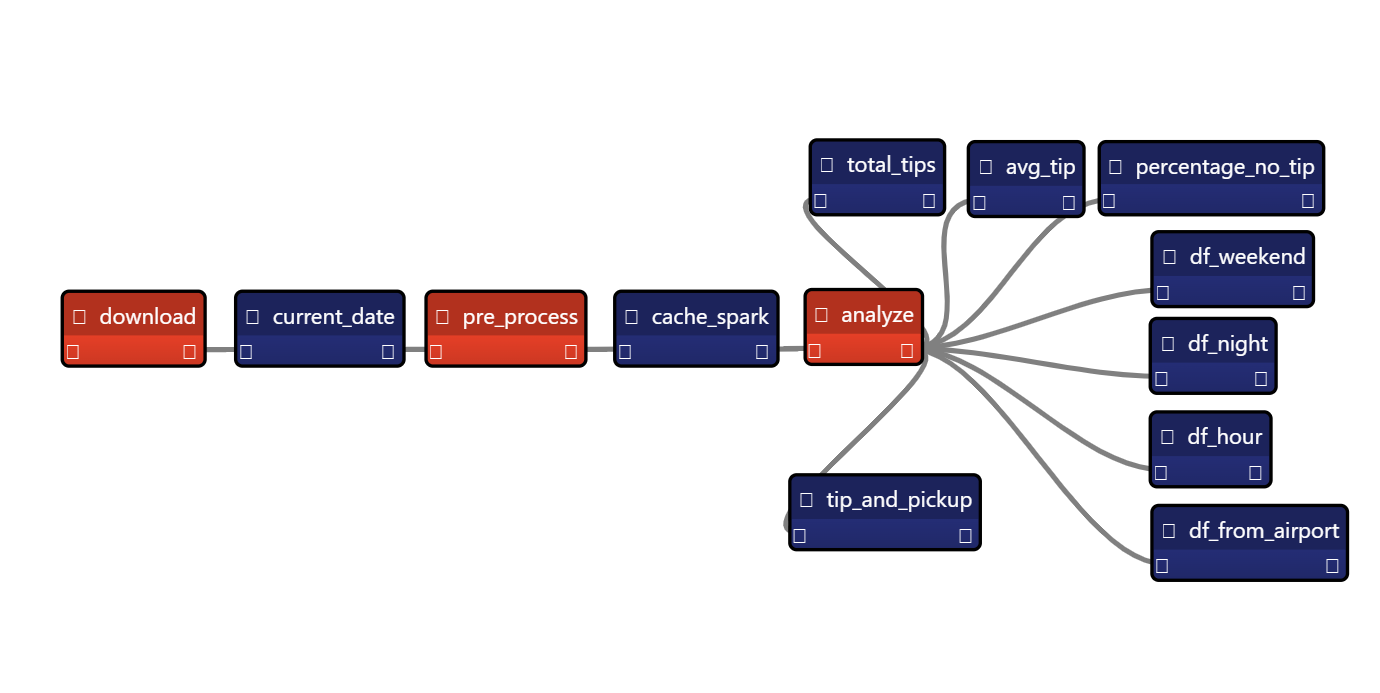 total_tips
avg_tip
percentage_no_tip
df_weekend
download
current_date
pre_process
cache_spark
analyze
df_night
df_hour
tip_and_pickup
df_from_airport